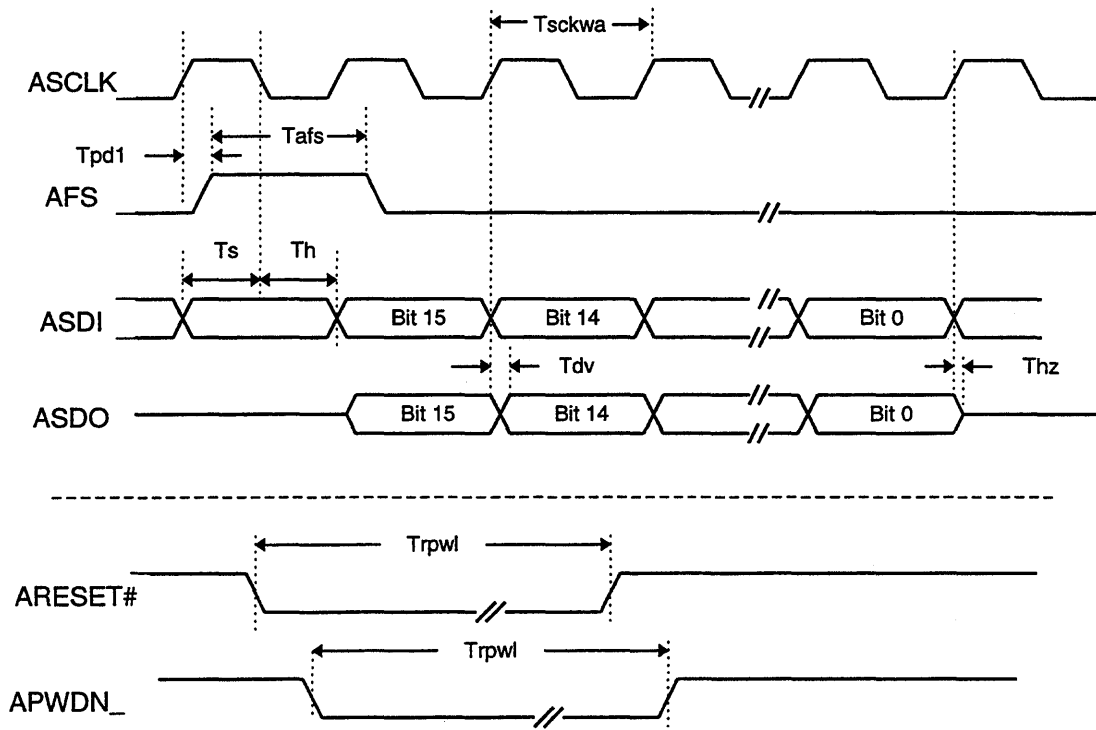 Tsckwa
ASCLK
Tafs
Tpd1
AFS
Ts Th
ASDI Bit 15 Bit 14 Bit 0
Tdv Thz
ASDO Bit 15 Bit 14 Bit 0
Trpwl
ARESET#
Trpwl
APWDN_